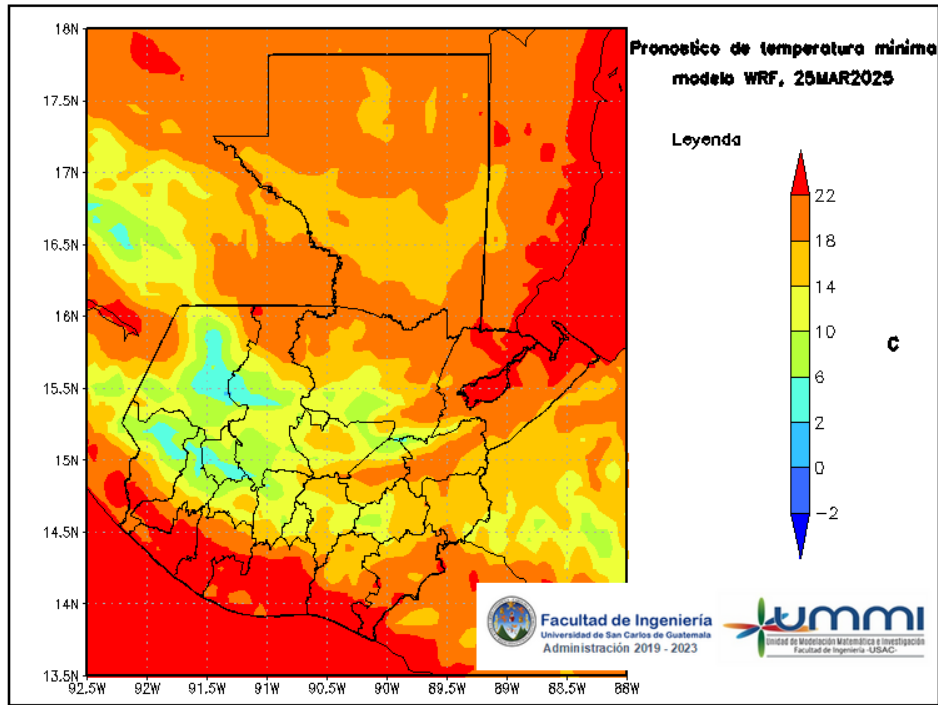 Pronostico de temperatura minima
modelo WRF, 25MAR2025
Leyenda
22
18
14
10
6
2
0
-2
C
18N
17.5N
17N
16.5N
16N
15.5N
15N
14.5N
14N
13.5N
92.5W 92W 91.5W 91W 90.5W 90W 89.5W 89W 88.5W 88W
Facultad de Ingeniería
Universidad de San Carlos de Guatemala
Administración 2019 - 2023
ummi
Unidad de Modelación Matemática e Investigación
Facultad de Ingeniería -USAC-